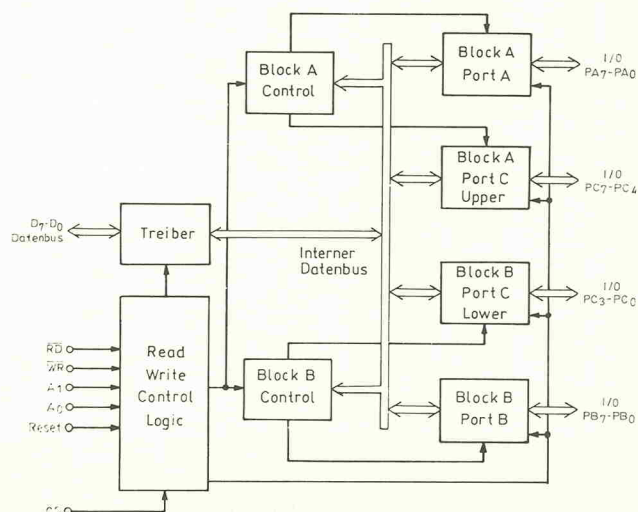 Block A
Control
Block A
Port A
I/O
PA7-PA0
Block A
Port C
Upper
I/O
PC7-PC4
D7-D0
Datenbus
Treiber
Interner
Datenbus
Block B
Port C
Lower
I/O
PC3-PC0
RD
WR
A1
A0
Reset
Read
Write
Control
Logic
Block B
Control
Block B
Port B
I/O
PB7-PB0